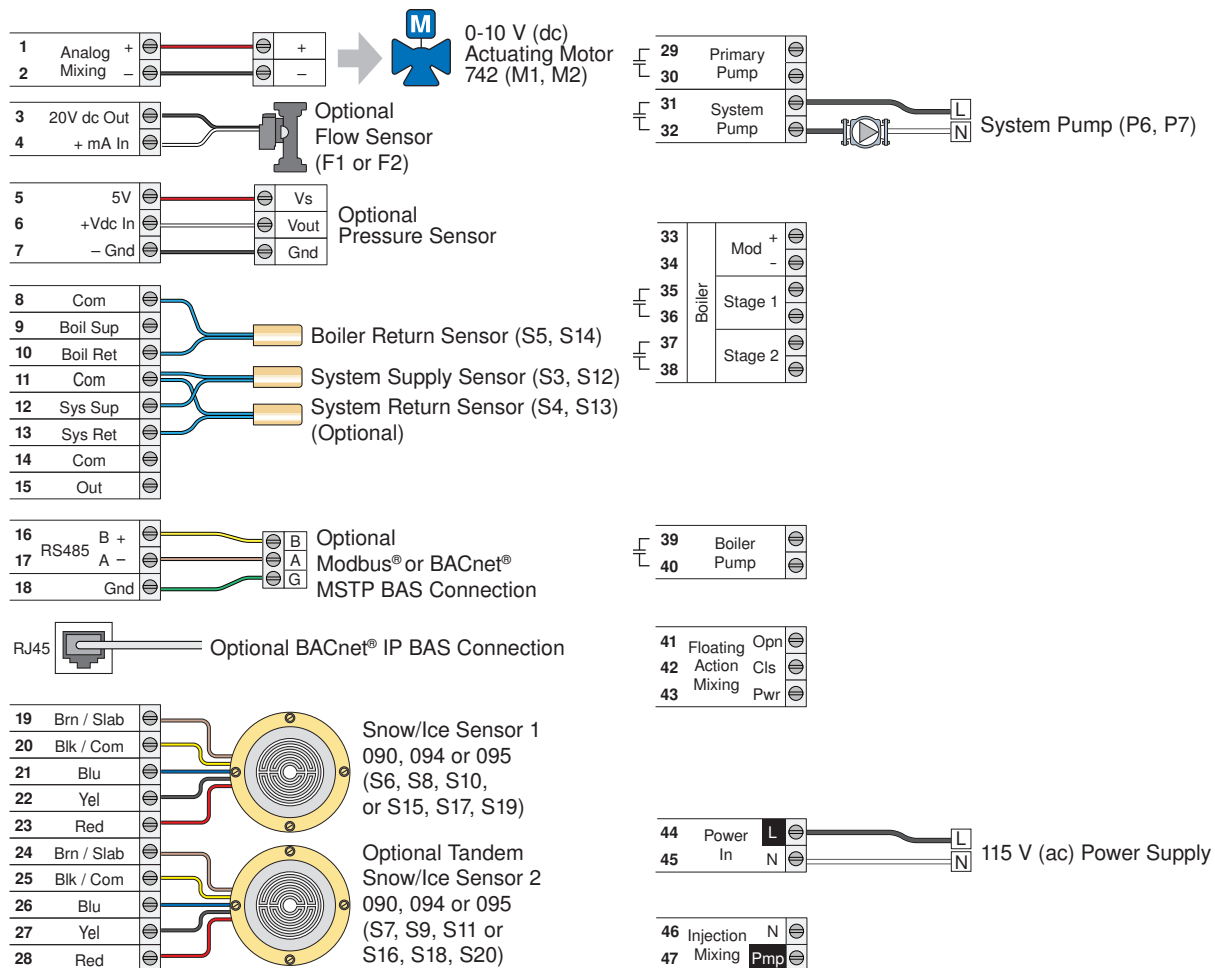 1 Analog Mixing + +
2 – –
M
0-10 V (dc)
Actuating Motor
742 (M1, M2)
3 20V dc Out
4 + mA In
Optional
Flow Sensor
(F1 or F2)
5 5V Vs
6 +Vdc In Vout
7 – Gnd Gnd
Optional
Pressure Sensor
8 Com
9 Boil Sup
10 Boil Ret
11 Com
12 Sys Sup
13 Sys Ret
14 Com
15 Out
Boiler Return Sensor (S5, S14)
System Supply Sensor (S3, S12)
System Return Sensor (S4, S13)
(Optional)
16 RS485 B + B
17 A – A
18 Gnd G
Optional
Modbus® or BACnet®
MSTP BAS Connection
RJ45
Optional BACnet® IP BAS Connection
19 Brn / Slab
20 Blk / Com
21 Blu
22 Yel
23 Red
Snow/Ice Sensor 1
090, 094 or 095
(S6, S8, S10,
or S15, S17, S19)
24 Brn / Slab
25 Blk / Com
26 Blu
27 Yel
28 Red
Optional Tandem
Snow/Ice Sensor 2
090, 094 or 095
(S7, S9, S11 or
S16, S18, S20)
29 Primary
30 Pump
31 System
32 Pump
L
N
System Pump (P6, P7)
Boiler
33 Mod +
34 -
35 Stage 1
36
37 Stage 2
38
39 Boiler
40 Pump
41 Floating Opn
42 Action Cls
43 Mixing Pwr
44 Power L
45 In N
L
N
115 V (ac) Power Supply
46 Injection N
47 Mixing Pmp